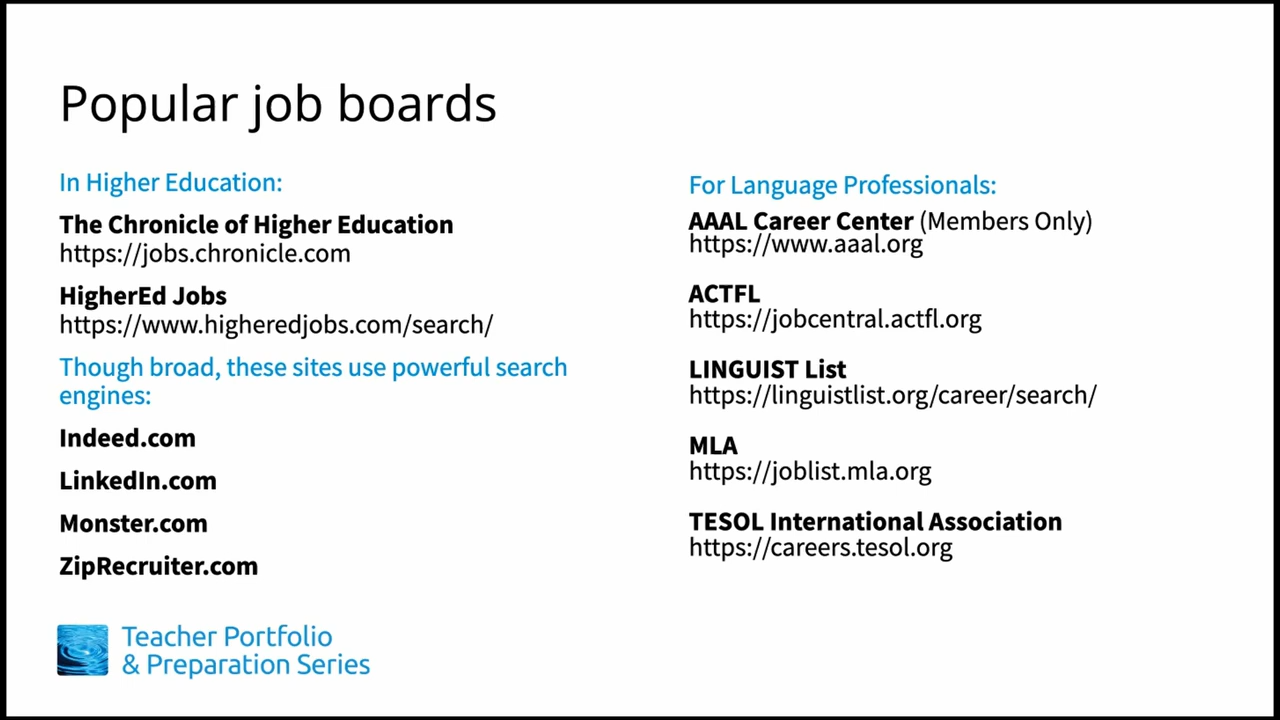 Popular job boards
In Higher Education:
The Chronicle of Higher Education
https://jobs.chronicle.com
HigherEd Jobs
https://www.higheredjobs.com/search/
Though broad, these sites use powerful search
engines:
Indeed.com
LinkedIn.com
Monster.com
ZipRecruiter.com
For Language Professionals:
AAAL Career Center (Members Only)
https://www.aaal.org
ACTFL
https://jobcentral.actfl.org
LINGUIST List
https://linguistlist.org/career/search/
MLA
https://joblist.mla.org
TESOL International Association
https://careers.tesol.org
Teacher Portfolio
& Preparation Series